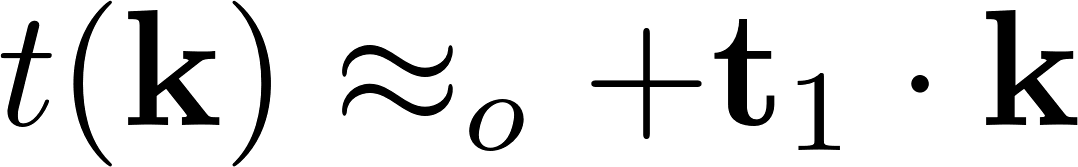 t(𝐤) ≈ₒ +𝐭₁ · 𝐤